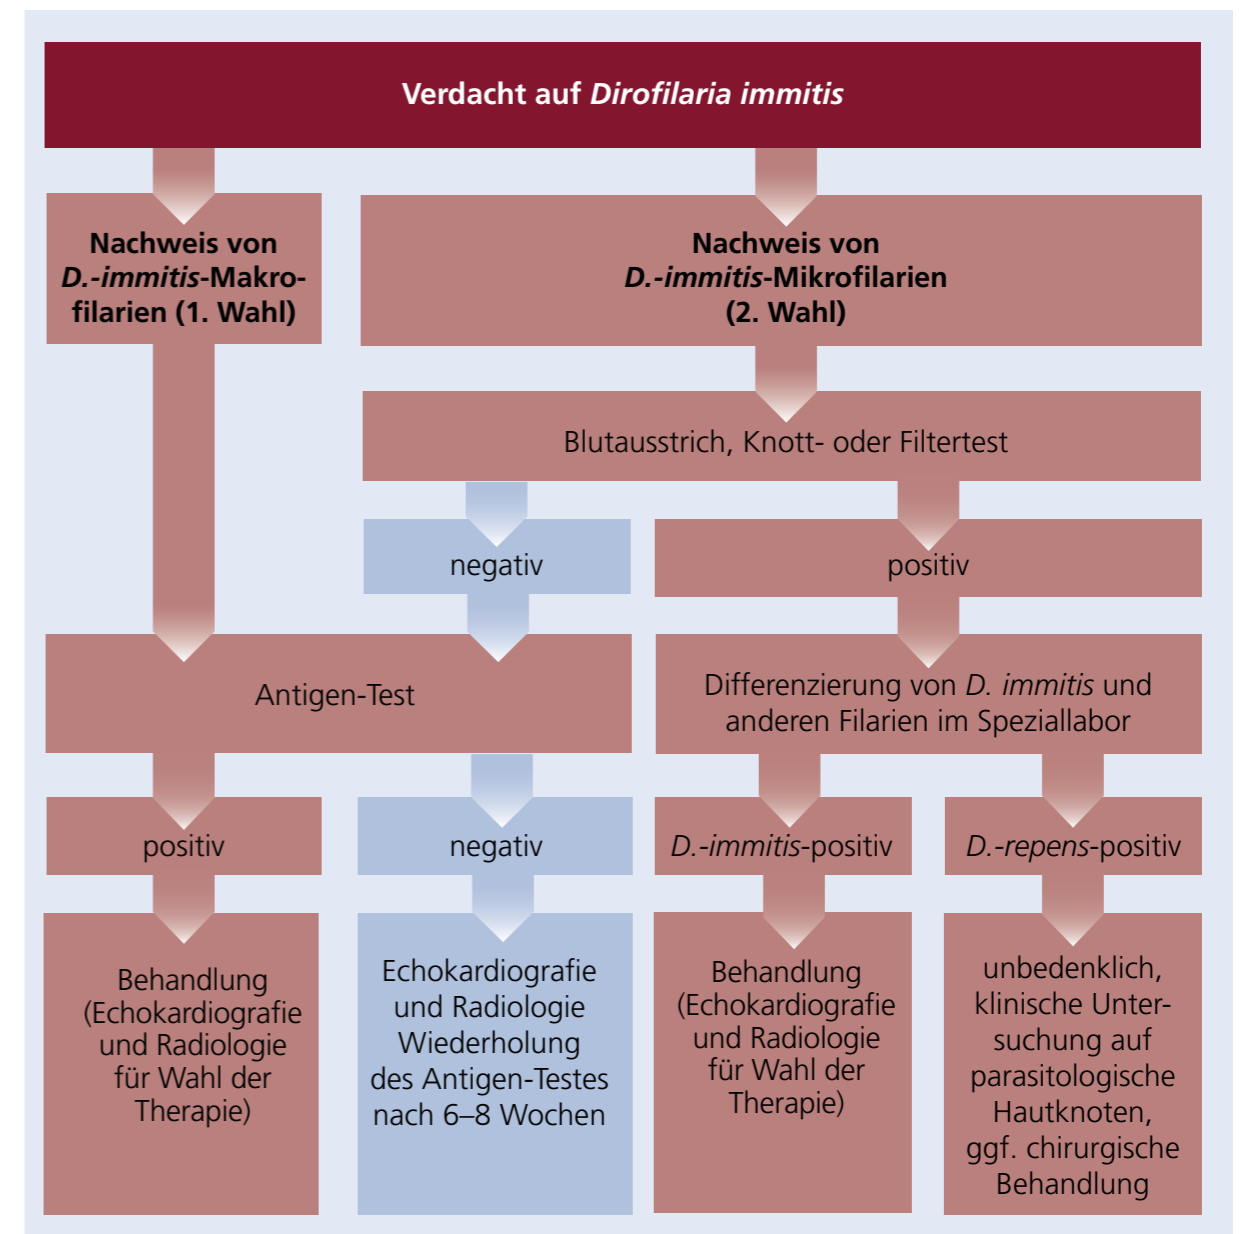 Verdacht auf Dirofilaria immitis
Nachweis von
D.-immitis-Makro-
filarien (1. Wahl)
Nachweis von
D.-immitis-Mikrofilarien
(2. Wahl)
Blutausstrich, Knott- oder Filtertest
negativ
positiv
Antigen-Test
Differenzierung von D. immitis und
anderen Filarien im Speziallabor
positiv
negativ
D.-immitis-positiv
D.-repens-positiv
Behandlung
(Echokardiografie
und Radiologie
für Wahl der
Therapie)
Echokardiografie
und Radiologie
Wiederholung
des Antigen-Testes
nach 6–8 Wochen
Behandlung
(Echokardiografie
und Radiologie
für Wahl der
Therapie)
unbedenklich,
klinische Unter-
suchung auf
parasitologische
Hautknoten,
ggf. chirurgische
Behandlung